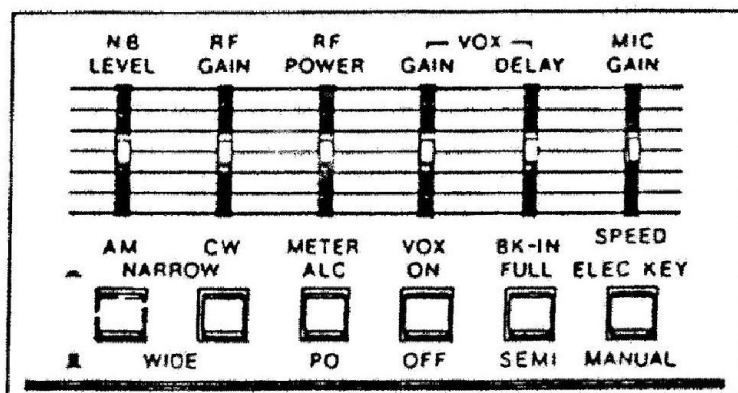 NB RF RF VOX MIC
LEVEL GAIN POWER GAIN DELAY GAIN
AM CW METER VOX BK-IN SPEED
NARROW ALC ON FULL ELEC KEY
WIDE PO OFF SEMI MANUAL